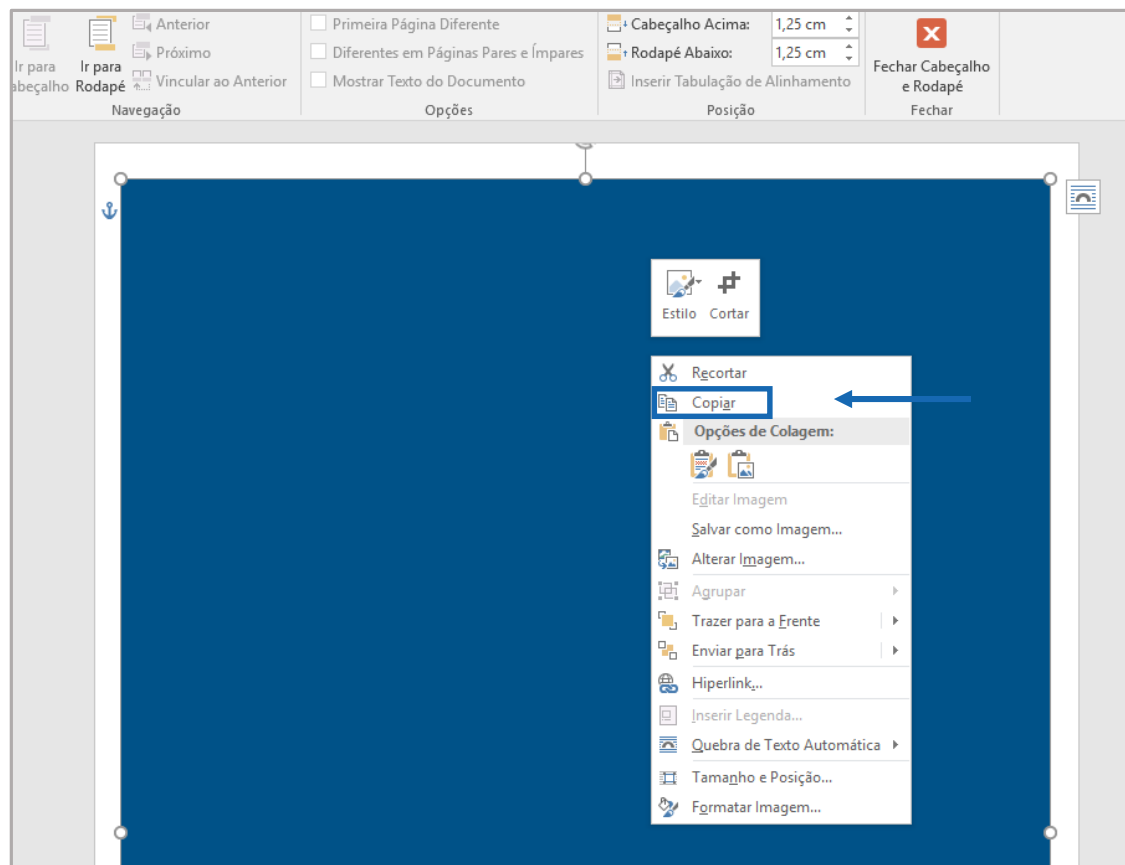 Anterior
Próximo
Vincular ao Anterior
Ir para
abeçalho
Ir para
Rodapé
Navegação
Primeira Página Diferente
Diferentes em Páginas Pares e Ímpares
Mostrar Texto do Documento
Opções
Cabeçalho Acima: 1,25 cm
Rodapé Abaixo: 1,25 cm
Inserir Tabulação de Alinhamento
Posição
Fechar Cabeçalho
e Rodapé
Fechar
Estilo Cortar
Recortar
Copiar
Opções de Colagem:
Editar Imagem
Salvar como Imagem...
Alterar Imagem...
Agrupar
Trazer para a Frente
Enviar para Trás
Hiperlink...
Inserir Legenda...
Quebra de Texto Automática
Tamanho e Posição...
Formatar Imagem...